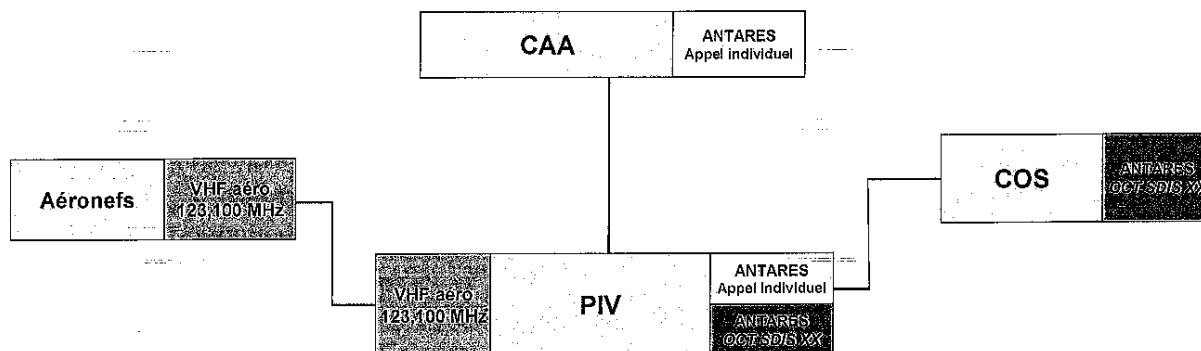 CAA
ANTARES
Appel individuel
Aéronefs
VHF aéro
123,100 MHz
COS
ANTARES
OCT SDIS XX
VHF aéro
123,100 MHz
PIV
ANTARES
Appel individuel
ANTARES
OCT SDIS XX